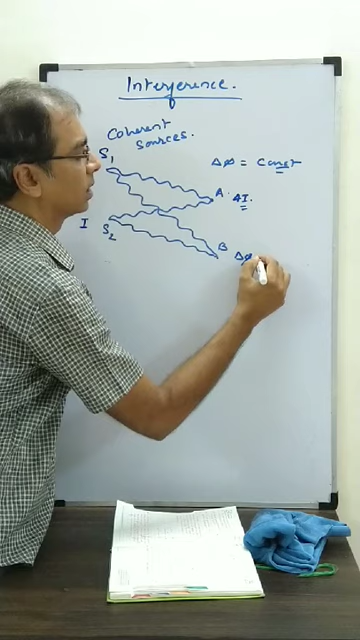 Interference.
Coherent
Sources.
S₁
Δφ = const
A. 4I.
I S₂
B Δφ